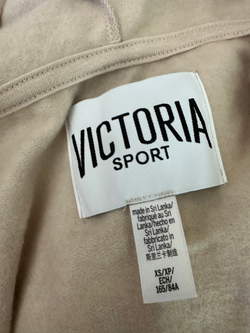 VICTORIA
SPORT
made in Sri Lanka/
fabriqué au Sri
Lanka/hecho en
Sri Lanka/
fabbricato in
Sri Lanka/
斯里兰卡制造
XS/XP/
ECH/
165/84A